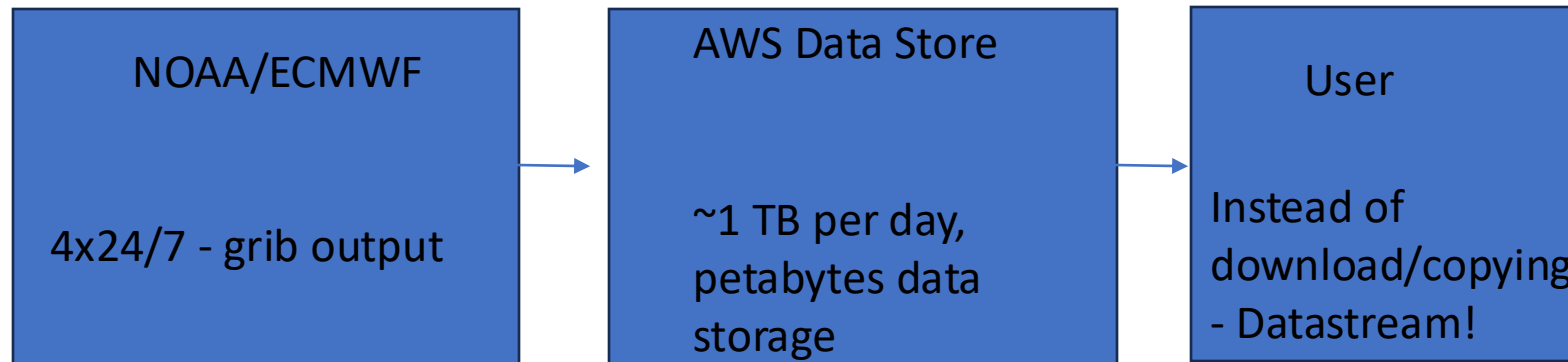 NOAA/ECMWF
4x24/7 - grib output
AWS Data Store
~1 TB per day,
petabytes data
storage
User
Instead of
download/copying
- Datastream!